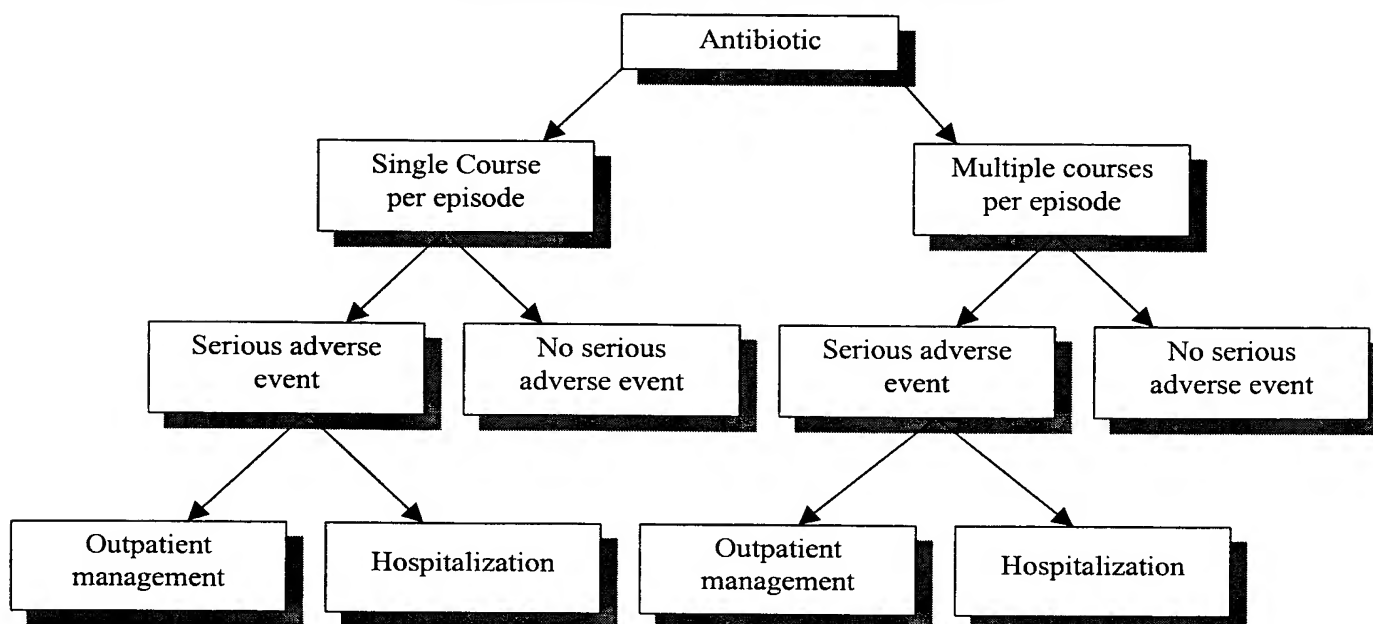 Antibiotic
Single Course
per episode
Multiple courses
per episode
Serious adverse
event
No serious
adverse event
Serious adverse
event
No serious
adverse event
Outpatient
management
Hospitalization
Outpatient
management
Hospitalization